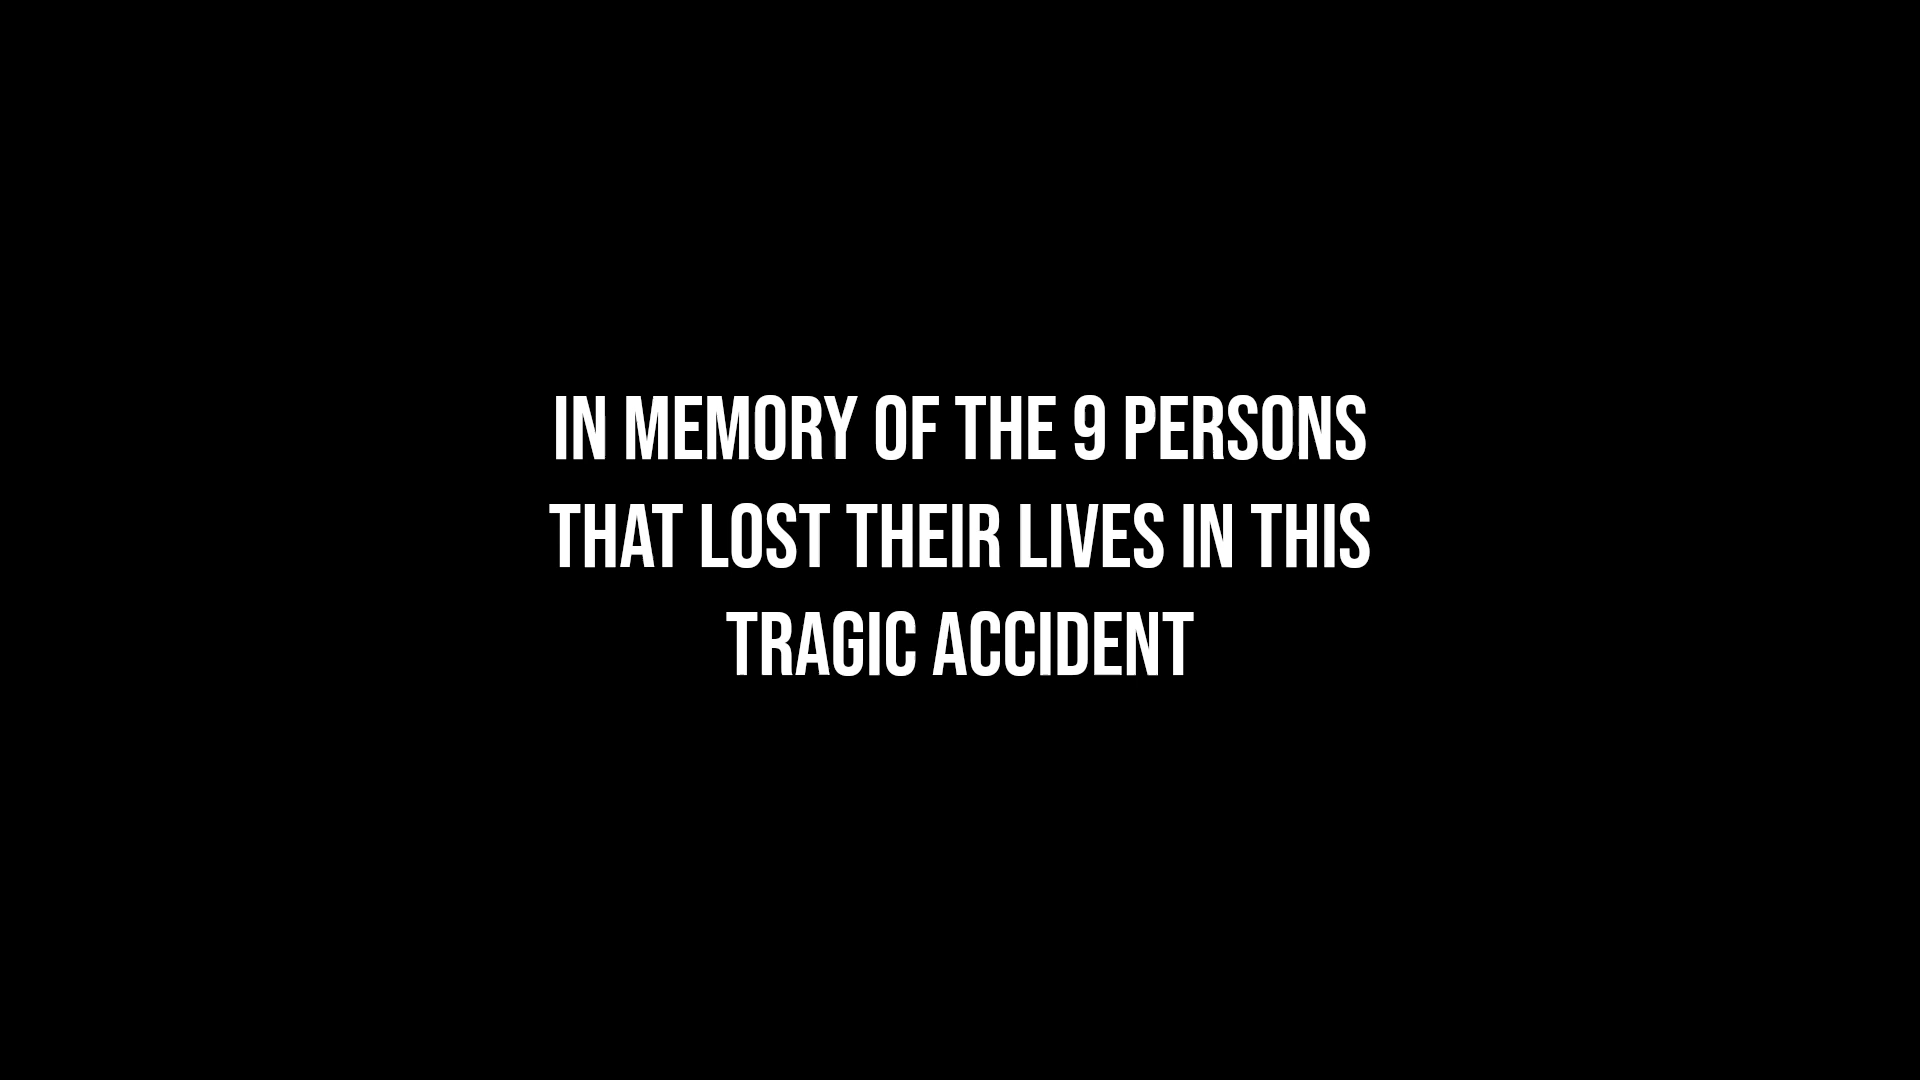 IN MEMORY OF THE 9 PERSONS
THAT LOST THEIR LIVES IN THIS
TRAGIC ACCIDENT